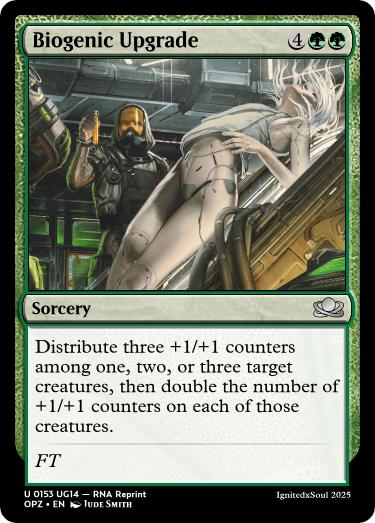 Biogenic Upgrade 4
Sorcery
Distribute three +1/+1 counters
among one, two, or three target
creatures, then double the number of
+1/+1 counters on each of those
creatures.
FT
U 0153 UG14 — RNA Reprint
OPZ • EN Jude Smith
IgnitedxSoul 2025